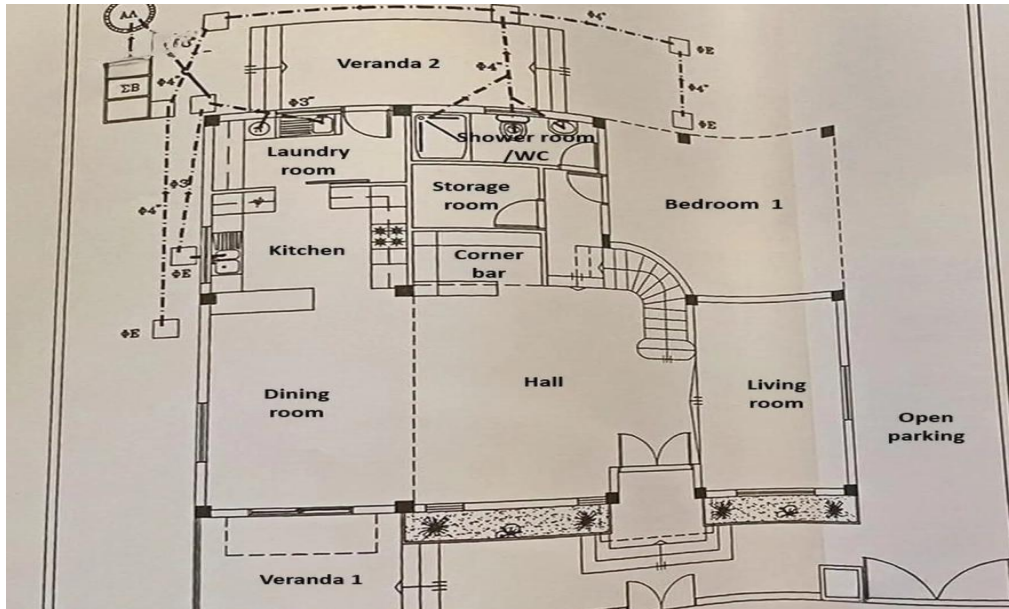 ΑΛ
Φ4"
Φ4"
ΦΕ
Veranda 2
Φ4"
Φ4"
Φ4"
ΣΒ
Φ3"
ΦΕ
Shower room
/WC
Laundry
room
Storage
room
Φ3"
Φ4"
Bedroom 1
Kitchen
Corner
bar
ΦΕ
ΦΕ
Dining
room
Hall
Living
room
Open
parking
Veranda 1